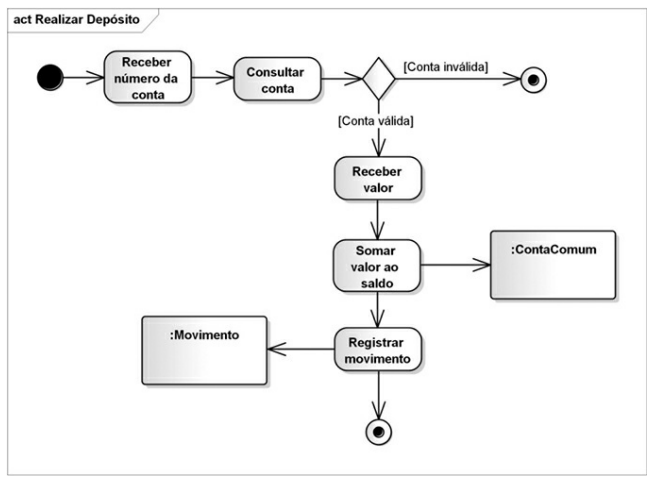 act Realizar Depósito
Receber
número da
conta
Consultar
conta
[Conta inválida]
[Conta válida]
Receber
valor
Somar
valor ao
saldo
:ContaComum
:Movimento
Registrar
movimento